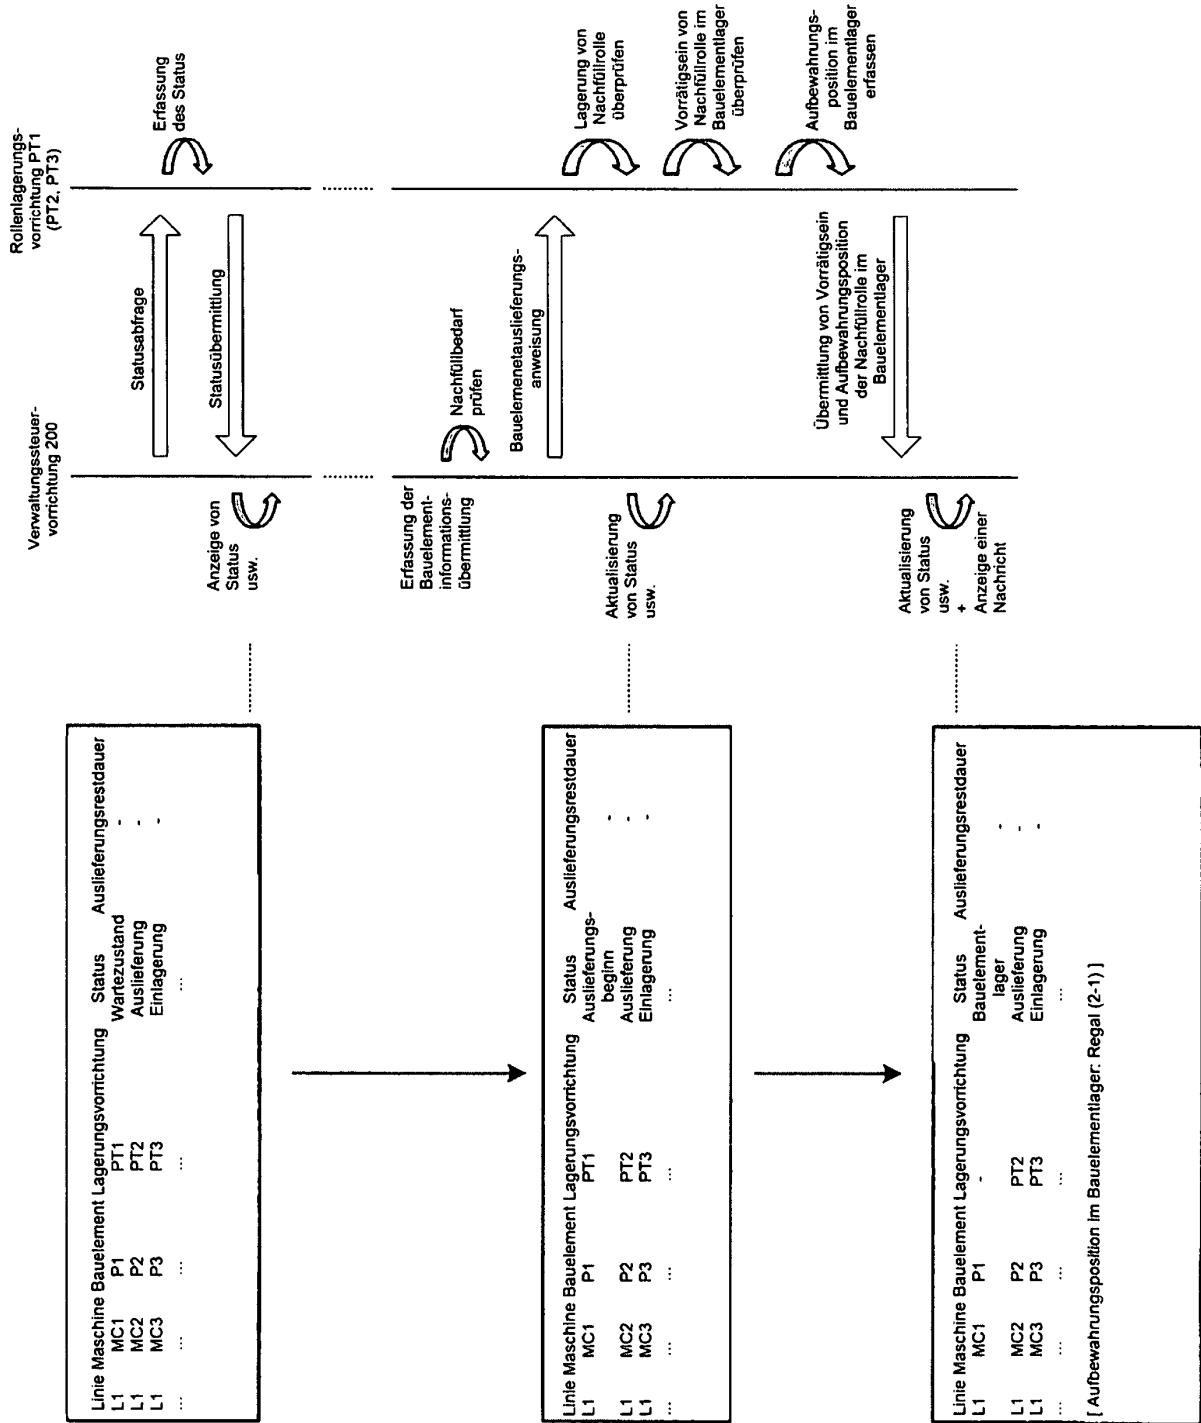 Verwaltungssteuer-
vorrichtung 200
Rollenlagerungs-
vorrichtung PT1
(PT2, PT3)
Statusabfrage
Erfassung
des Status
Statusübermittlung
Anzeige von
Status
usw.
Linie Maschine Bauelement Lagerungsvorrichtung Status Auslieferungsrestdauer
L1 MC1 P1 PT1 Wartezustand -
L1 MC2 P2 PT2 Auslieferung -
L1 MC3 P3 PT3 Einlagerung -
... ... ... ... ...
Erfassung der
Bauelement-
informations-
übermittlung
Nachfüllbedarf
prüfen
Bauelemenetauslieferungs-
anweisung
Aktualisierung
von Status
usw.
Linie Maschine Bauelement Lagerungsvorrichtung Status Auslieferungsrestdauer
L1 MC1 P1 PT1 Auslieferungs-
beginn -
L1 MC2 P2 PT2 Auslieferung -
L1 MC3 P3 PT3 Einlagerung -
... ... ... ... ...
Lagerung von
Nachfüllrolle
überprüfen
Vorrätigsein von
Nachfüllrolle im
Bauelementlager
überprüfen
Aufbewahrungs-
position im
Bauelementlager
erfassen
Übermittlung von Vorrätigsein
und Aufbewahrungsposition
der Nachfüllrolle im
Bauelementlager
Aktualisierung
von Status
usw.
+
Anzeige einer
Nachricht
Linie Maschine Bauelement Lagerungsvorrichtung Status Auslieferungsrestdauer
L1 MC1 P1 - Bauelement-
lager -
L1 MC2 P2 PT2 Auslieferung -
L1 MC3 P3 PT3 Einlagerung -
... ... ... ... ...
[ Aufbewahrungsposition im Bauelementlager: Regal (2-1) ]